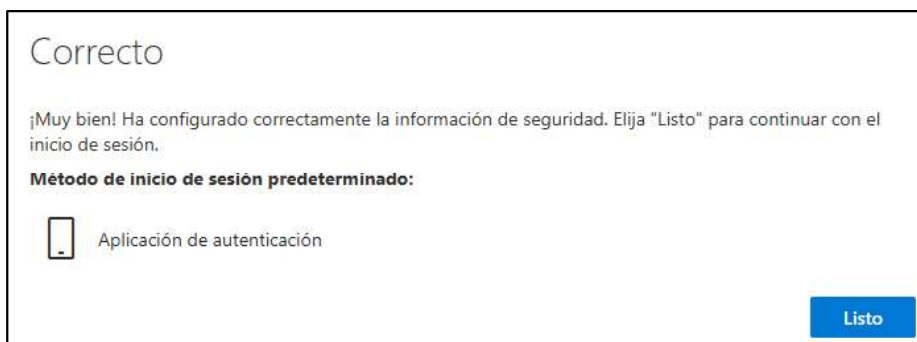 Correcto
¡Muy bien! Ha configurado correctamente la información de seguridad. Elija "Listo" para continuar con el
inicio de sesión.
Método de inicio de sesión predeterminado:
Aplicación de autenticación
Listo